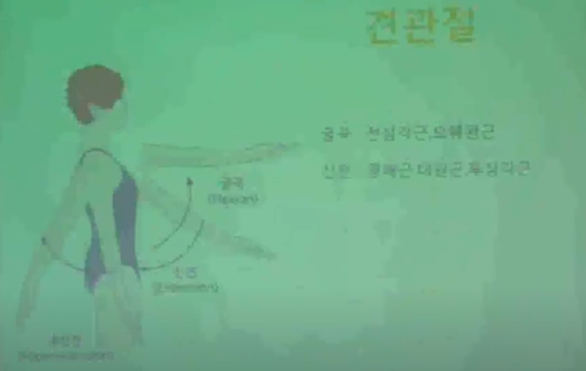 견관절
굴곡 전삼각근,오훼완근
신전 광배근,대원근,후삼각근
굴곡
(Flexion)
신전
(Extension)
과신전
(Hyperextension)